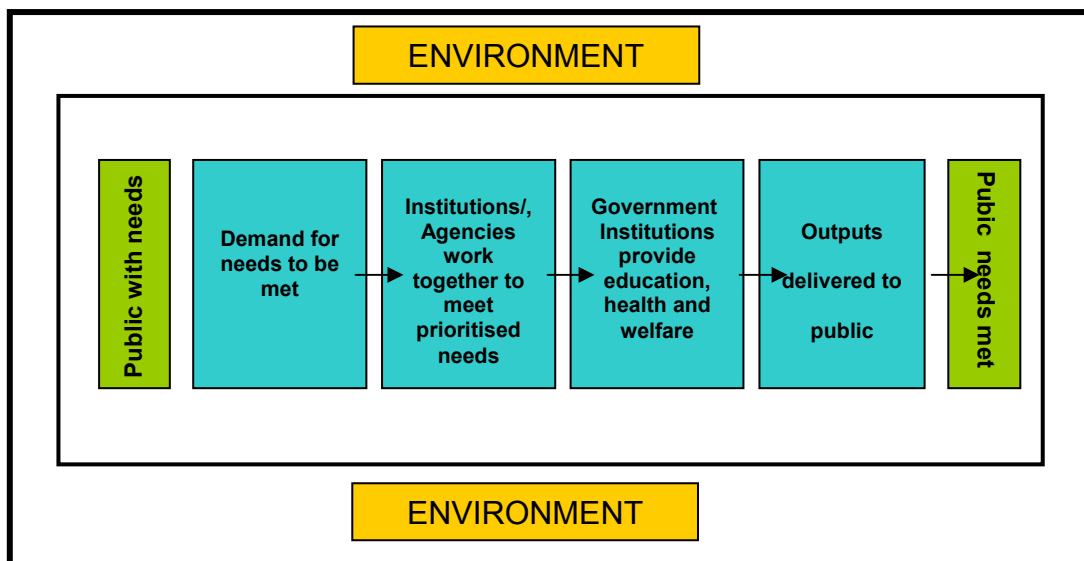 ENVIRONMENT
Public with needs
Demand for
needs to be
met
Institutions/,
Agencies
work
together to
meet
prioritised
needs
Government
Institutions
provide
education,
health and
welfare
Outputs
delivered to
public
Pubic needs met
ENVIRONMENT